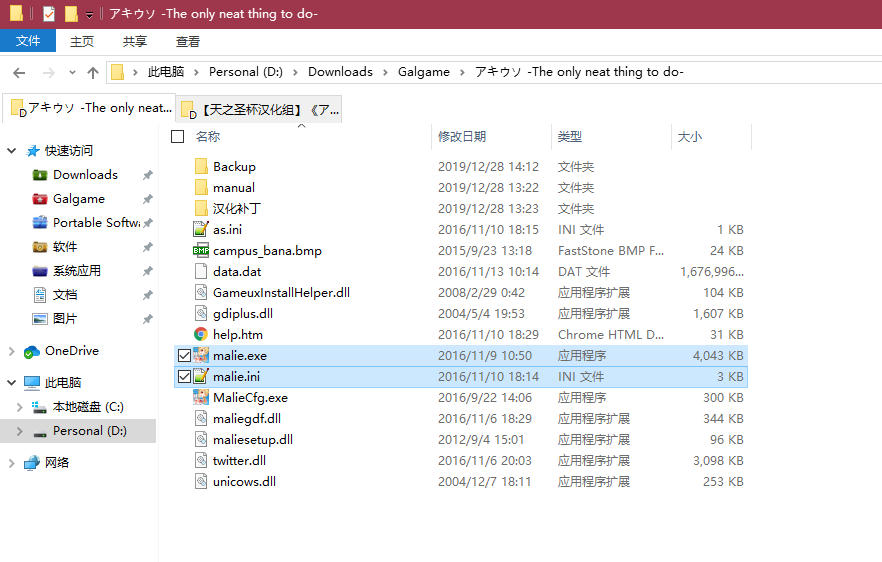 アキウソ -The only neat thing to do-
文件 主页 共享 查看
此电脑 Personal (D:) Downloads Galgame アキウソ -The only neat thing to do-
アキウソ -The only neat... 【天之圣杯汉化组】《ア...
名称 修改日期 类型 大小
快速访问
Downloads
Galgame
Portable Softwa
软件
系统应用
文档
图片
OneDrive
此电脑
本地磁盘 (C:)
Personal (D:)
网络
Backup 2019/12/28 14:12 文件夹
manual 2019/12/28 13:22 文件夹
汉化补丁 2019/12/28 13:23 文件夹
as.ini 2016/11/10 18:15 INI 文件 1 KB
campus_bana.bmp 2015/9/23 13:18 FastStone BMP F... 24 KB
data.dat 2016/11/13 10:14 DAT 文件 1,676,996...
GameuxInstallHelper.dll 2008/2/29 0:42 应用程序扩展 104 KB
gdiplus.dll 2004/5/4 19:53 应用程序扩展 1,607 KB
help.htm 2016/11/10 18:29 Chrome HTML D... 31 KB
malie.exe 2016/11/9 10:50 应用程序 4,043 KB
malie.ini 2016/11/10 18:14 INI 文件 3 KB
MalieCfg.exe 2016/9/22 14:06 应用程序 300 KB
maliegdf.dll 2016/11/6 18:29 应用程序扩展 344 KB
maliesetup.dll 2012/9/4 15:01 应用程序扩展 96 KB
twitter.dll 2016/11/6 20:03 应用程序扩展 3,098 KB
unicows.dll 2004/12/7 18:11 应用程序扩展 253 KB